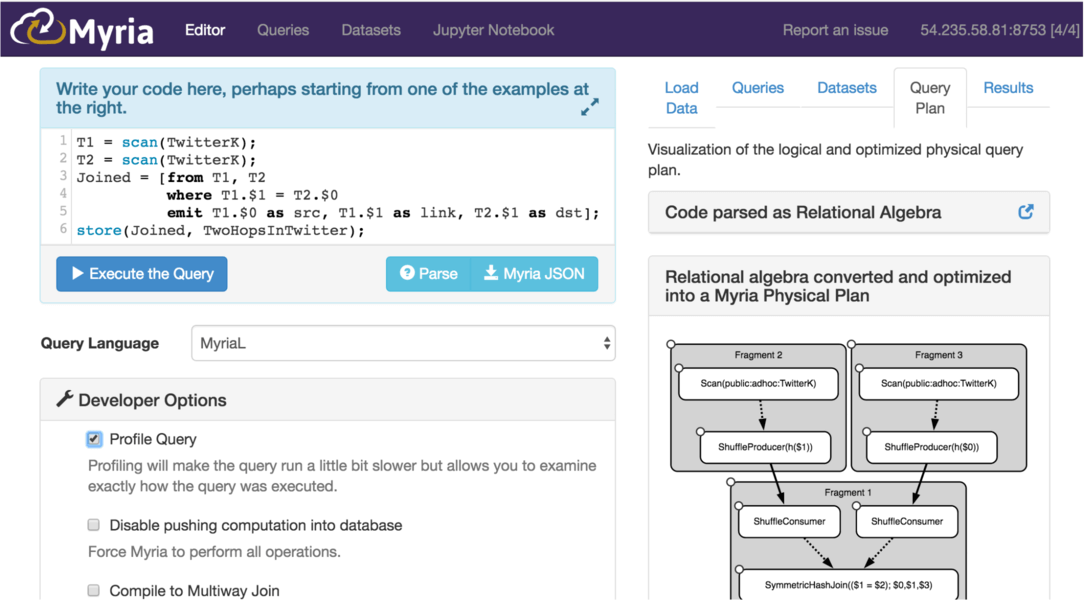 Myria Editor Queries Datasets Jupyter Notebook Report an issue 54.235.58.81:8753 [4/4]
Write your code here, perhaps starting from one of the examples at
the right.
1 T1 = scan(TwitterK);
2 T2 = scan(TwitterK);
3 Joined = [from T1, T2
4 where T1.$1 = T2.$0
5 emit T1.$0 as src, T1.$1 as link, T2.$1 as dst];
6 store(Joined, TwoHopsInTwitter);
Execute the Query Parse Myria JSON
Query Language MyriaL
Developer Options
Profile Query
Profiling will make the query run a little bit slower but allows you to examine
exactly how the query was executed.
Disable pushing computation into database
Force Myria to perform all operations.
Compile to Multiway Join
Load
Data
Queries
Datasets
Query
Plan
Results
Visualization of the logical and optimized physical query
plan.
Code parsed as Relational Algebra
Relational algebra converted and optimized
into a Myria Physical Plan
Fragment 2
Scan(public:adhoc:TwitterK)
ShuffleProducer(h($1))
Fragment 3
Scan(public:adhoc:TwitterK)
ShuffleProducer(h($0))
Fragment 1
ShuffleConsumer
ShuffleConsumer
SymmetricHashJoin(($1 = $2); $0,$1,$3)